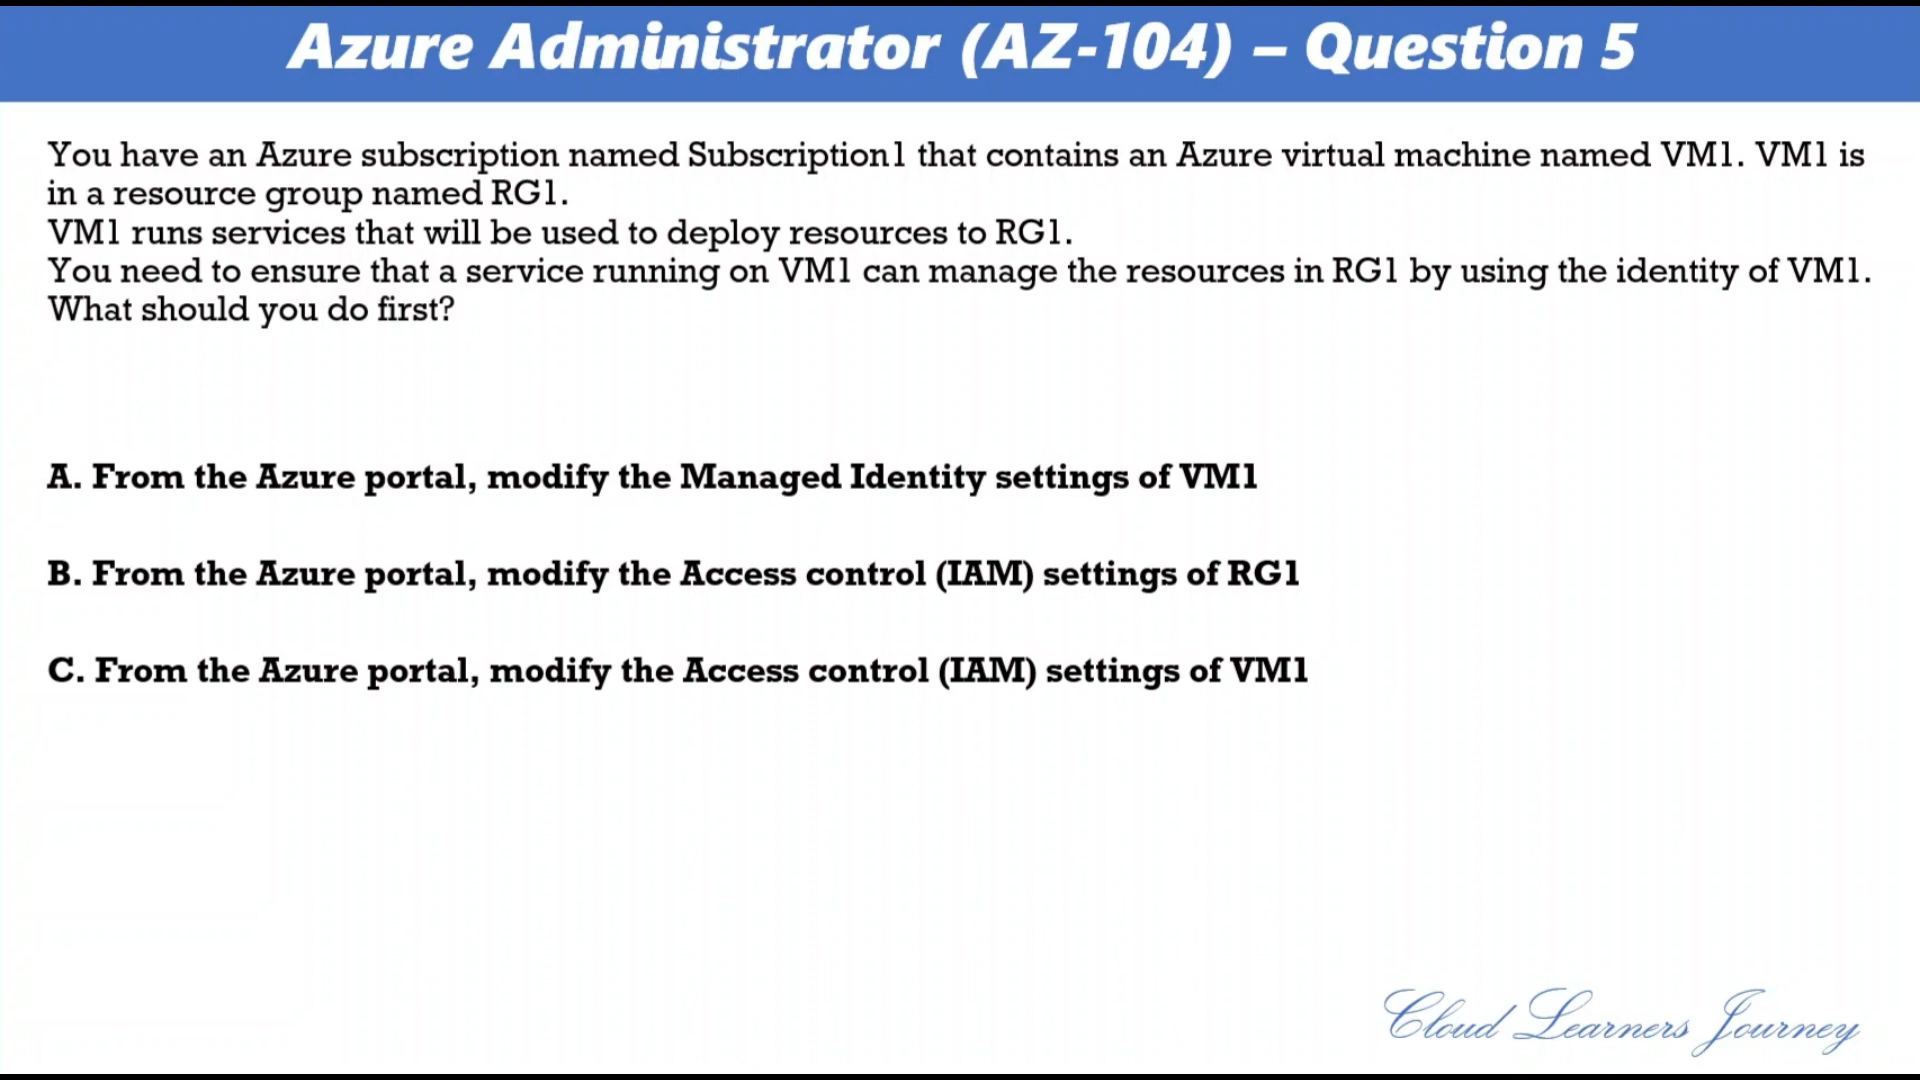 Azure Administrator (AZ-104) – Question 5
You have an Azure subscription named Subscription1 that contains an Azure virtual machine named VM1. VM1 is
in a resource group named RG1.
VM1 runs services that will be used to deploy resources to RG1.
You need to ensure that a service running on VM1 can manage the resources in RG1 by using the identity of VM1.
What should you do first?
A. From the Azure portal, modify the Managed Identity settings of VM1
B. From the Azure portal, modify the Access control (IAM) settings of RG1
C. From the Azure portal, modify the Access control (IAM) settings of VM1
Cloud Learners Journey